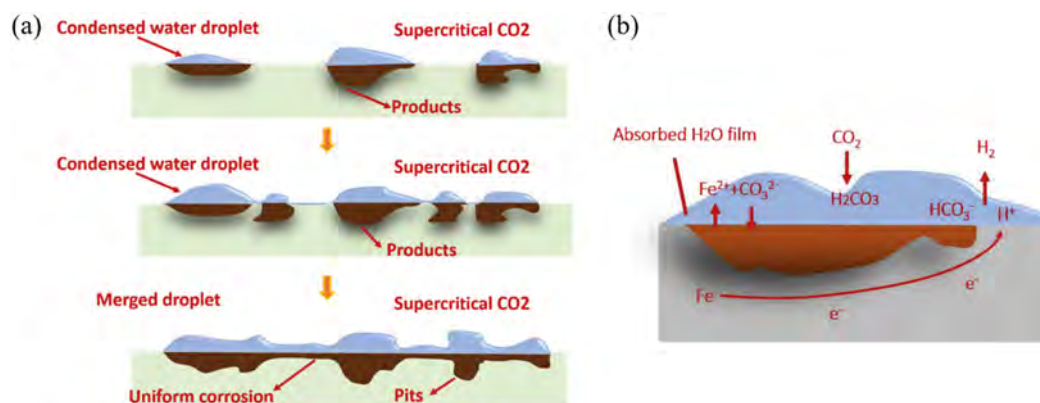 (a)
Condensed water droplet
Supercritical CO2
Products
Condensed water droplet
Supercritical CO2
Products
Merged droplet
Supercritical CO2
Uniform corrosion
Pits
(b)
Absorbed H2O film
CO2
H2
Fe2++CO32-
H2CO3
HCO3-
H+
Fe
e-
e-